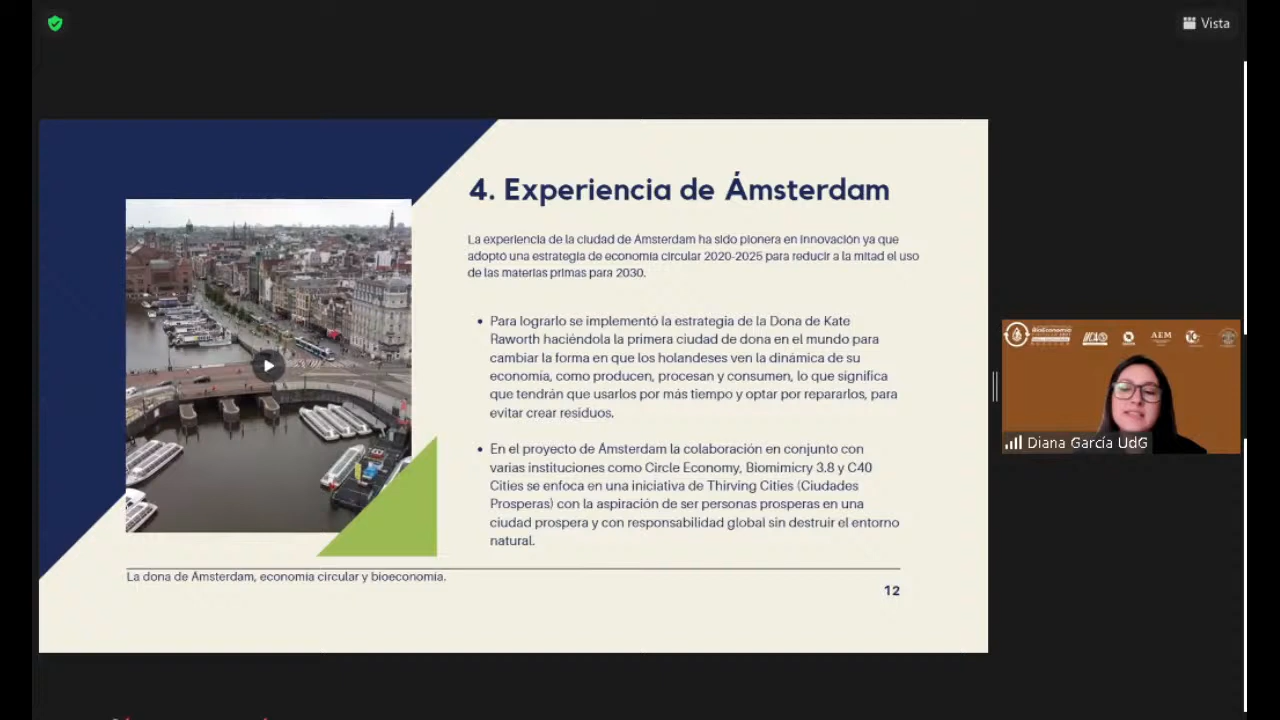 Vista
4. Experiencia de Ámsterdam
La experiencia de la ciudad de Ámsterdam ha sido pionera en innovación ya que
adoptó una estrategia de economía circular 2020-2025 para reducir a la mitad el uso
de las materias primas para 2030.
• Para lograrlo se implementó la estrategia de la Dona de Kate
Raworth haciéndola la primera ciudad de dona en el mundo para
cambiar la forma en que los holandeses ven la dinámica de su
economía, como producen, procesan y consumen, lo que significa
que tendrán que usarlos por más tiempo y optar por repararlos, para
evitar crear residuos.
• En el proyecto de Ámsterdam la colaboración en conjunto con
varias instituciones como Circle Economy, Biomimicry 3.8 y C40
Cities se enfoca en una iniciativa de Thirving Cities (Ciudades
Prosperas) con la aspiración de ser personas prosperas en una
ciudad prospera y con responsabilidad global sin destruir el entorno
natural.
La dona de Ámsterdam, economía circular y bioeconomía.
12
BioEconomía
AEM
Diana García UdG